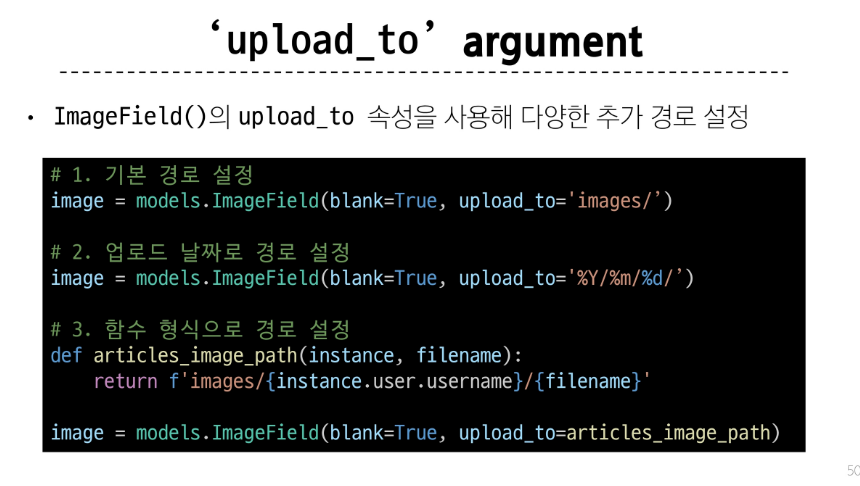 ‘upload_to’ argument
• ImageField()의 upload_to 속성을 사용해 다양한 추가 경로 설정
# 1. 기본 경로 설정
image = models.ImageField(blank=True, upload_to='images/’)
# 2. 업로드 날짜로 경로 설정
image = models.ImageField(blank=True, upload_to='%Y/%m/%d/’)
# 3. 함수 형식으로 경로 설정
def articles_image_path(instance, filename):
    return f'images/{instance.user.username}/{filename}'
image = models.ImageField(blank=True, upload_to=articles_image_path)
50